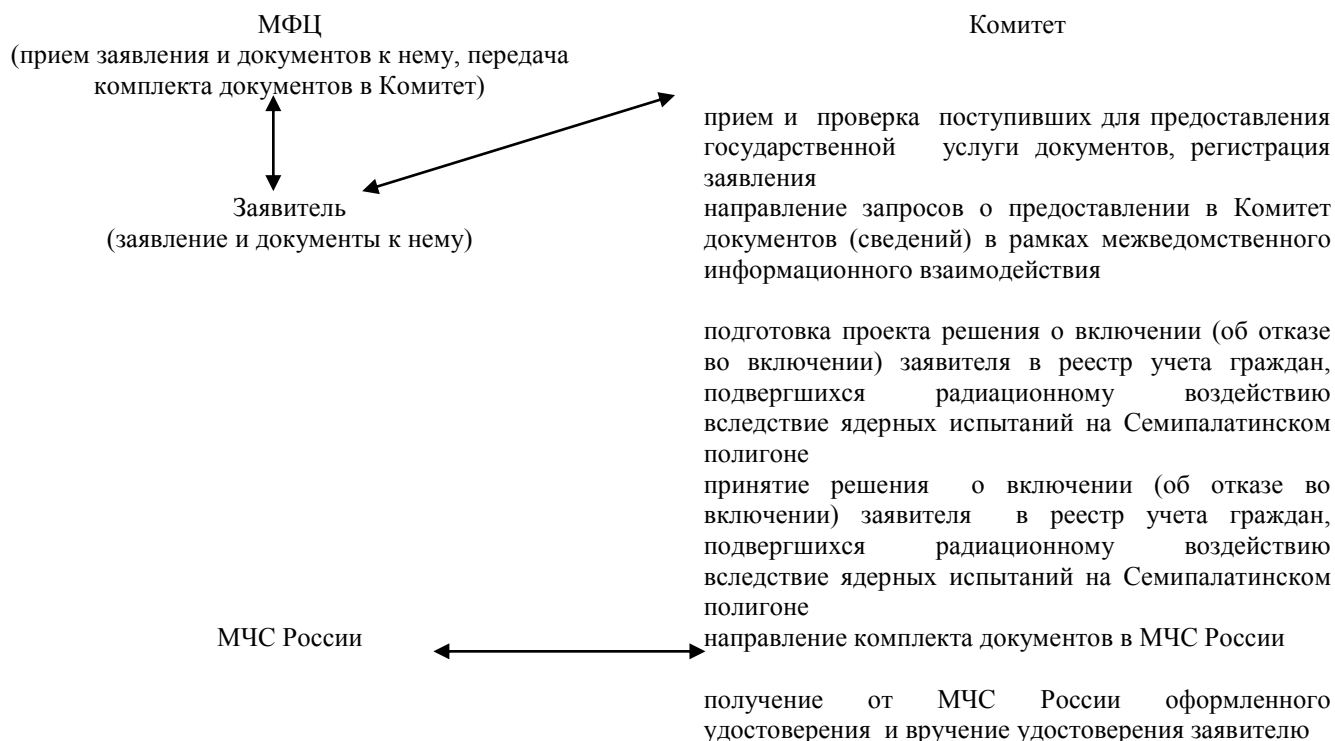 МФЦ
(прием заявления и документов к нему, передача
комплекта документов в Комитет)
Заявитель
(заявление и документы к нему)
Комитет
прием и проверка поступивших для предоставления
государственной услуги документов, регистрация
заявления
направление запросов о предоставлении в Комитет
документов (сведений) в рамках межведомственного
информационного взаимодействия
подготовка проекта решения о включении (об отказе
во включении) заявителя в реестр учета граждан,
подвергшихся радиационному воздействию
вследствие ядерных испытаний на Семипалатинском
полигоне
принятие решения о включении (об отказе во
включении) заявителя в реестр учета граждан,
подвергшихся радиационному воздействию
вследствие ядерных испытаний на Семипалатинском
полигоне
МЧС России
направление комплекта документов в МЧС России
получение от МЧС России оформленного
удостоверения и вручение удостоверения заявителю